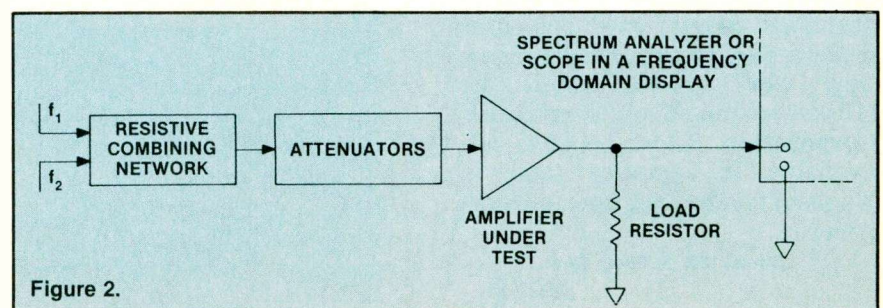 SPECTRUM ANALYZER OR
SCOPE IN A FREQUENCY
DOMAIN DISPLAY
f1
f2
RESISTIVE
COMBINING
NETWORK
ATTENUATORS
AMPLIFIER
UNDER
TEST
LOAD
RESISTOR
Figure 2.